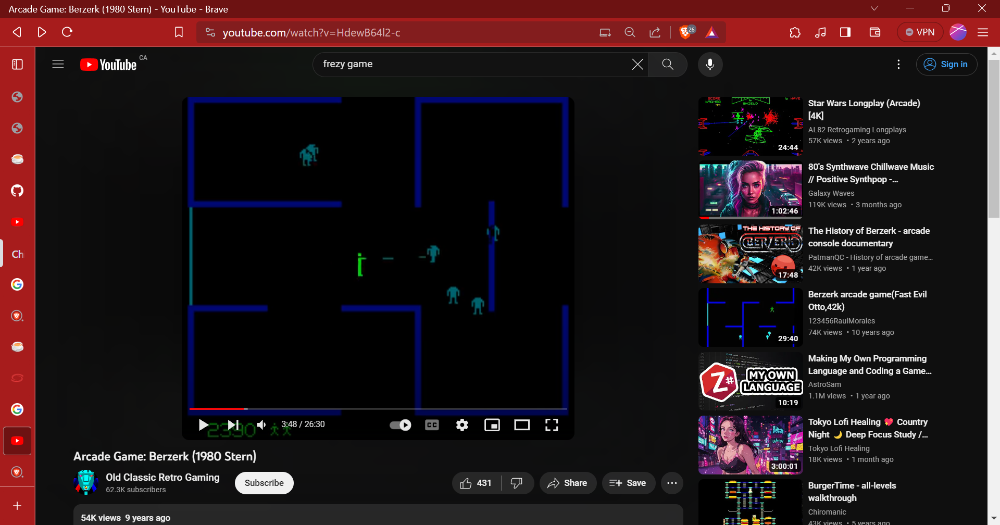 Arcade Game: Berzerk (1980 Stern) - YouTube - Brave
youtube.com/watch?v=HdewB64l2-c
26
VPN
YouTube CA
frezy game
Sign in
Ch
2390
3:48 / 26:30
CC
Arcade Game: Berzerk (1980 Stern)
Old Classic Retro Gaming
62.3K subscribers
Subscribe
431
Share
Save
54K views 9 years ago
SCORE
WAVE
SHIELD
24:44
Star Wars Longplay (Arcade)
[4K]
AL82 Retrogaming Longplays
57K views • 2 years ago
1:02:46
80's Synthwave Chillwave Music
// Positive Synthpop -...
Galaxy Waves
119K views • 3 months ago
THE HISTORY OF
BERZERK
17:48
The History of Berzerk - arcade
console documentary
PatmanQC - History of arcade game...
42K views • 1 year ago
29:40
Berzerk arcade game(Fast Evil
Otto,42k)
123456RaulMorales
74K views • 10 years ago
Z#
MY OWN
LANGUAGE
10:19
Making My Own Programming
Language and Coding a Game...
AstroSam
1.1M views • 1 year ago
3:00:01
Tokyo Lofi Healing 💖 Country
Night 🌙 Deep Focus Study /...
Tokyo Lofi Healing
18K views • 1 month ago
BurgerTime - all-levels
walkthrough
Chiromanic
43K views • 5 years ago